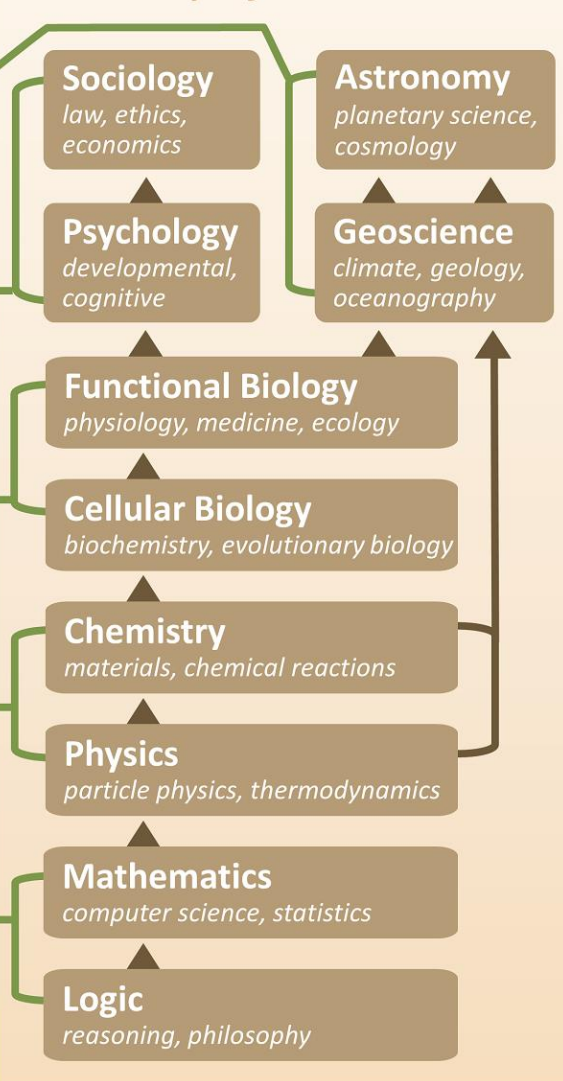 Sociology
law, ethics,
economics
Astronomy
planetary science,
cosmology
Psychology
developmental,
cognitive
Geoscience
climate, geology,
oceanography
Functional Biology
physiology, medicine, ecology
Cellular Biology
biochemistry, evolutionary biology
Chemistry
materials, chemical reactions
Physics
particle physics, thermodynamics
Mathematics
computer science, statistics
Logic
reasoning, philosophy